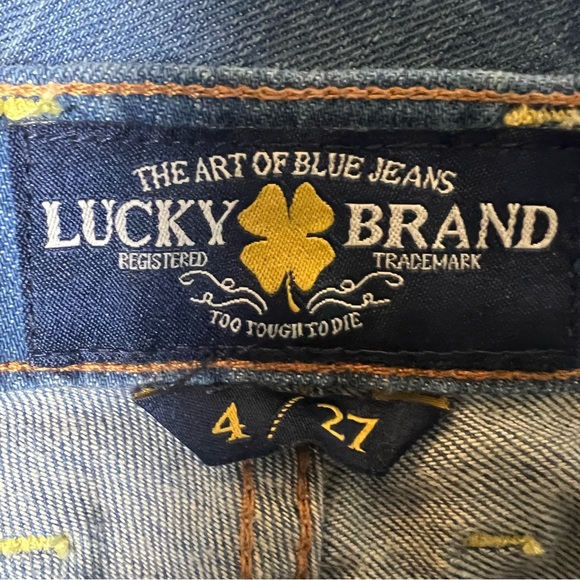 THE ART OF BLUE JEANS
LUCKY BRAND
REGISTERED TRADEMARK
TOO TOUGH TO DIE
4 / 27